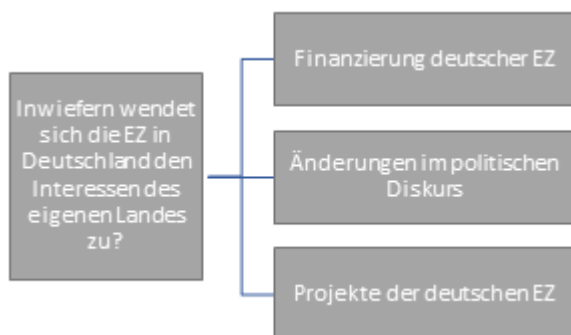 Inwiefern wendet
sich die EZ in
Deutschland den
Interessen des
eigenen Landes
zu?
Finanzierung deutscher EZ
Änderungen im politischen
Diskurs
Projekte der deutschen EZ